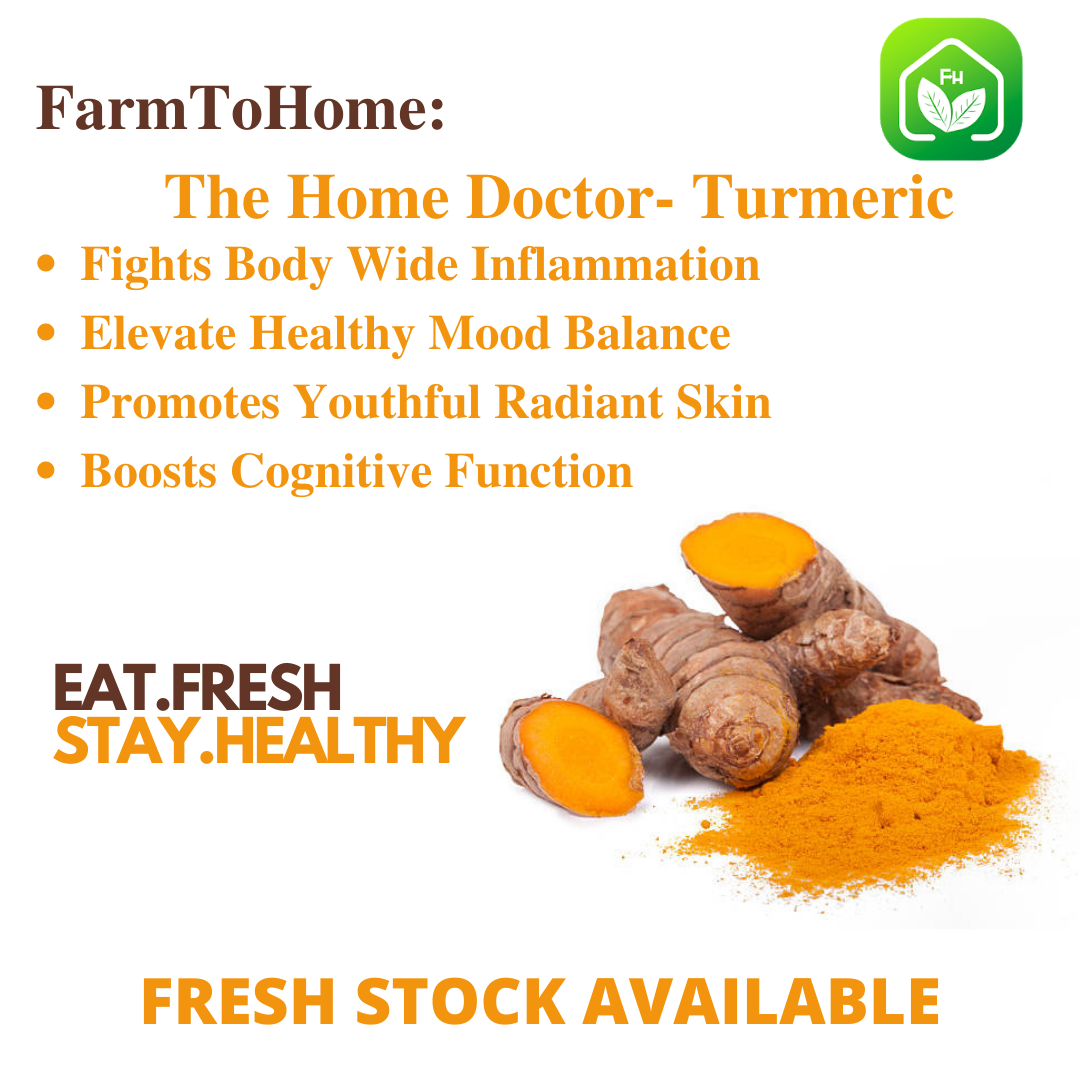 FH
FarmToHome:
The Home Doctor- Turmeric
• Fights Body Wide Inflammation
• Elevate Healthy Mood Balance
• Promotes Youthful Radiant Skin
• Boosts Cognitive Function
EAT.FRESH
STAY.HEALTHY
FRESH STOCK AVAILABLE